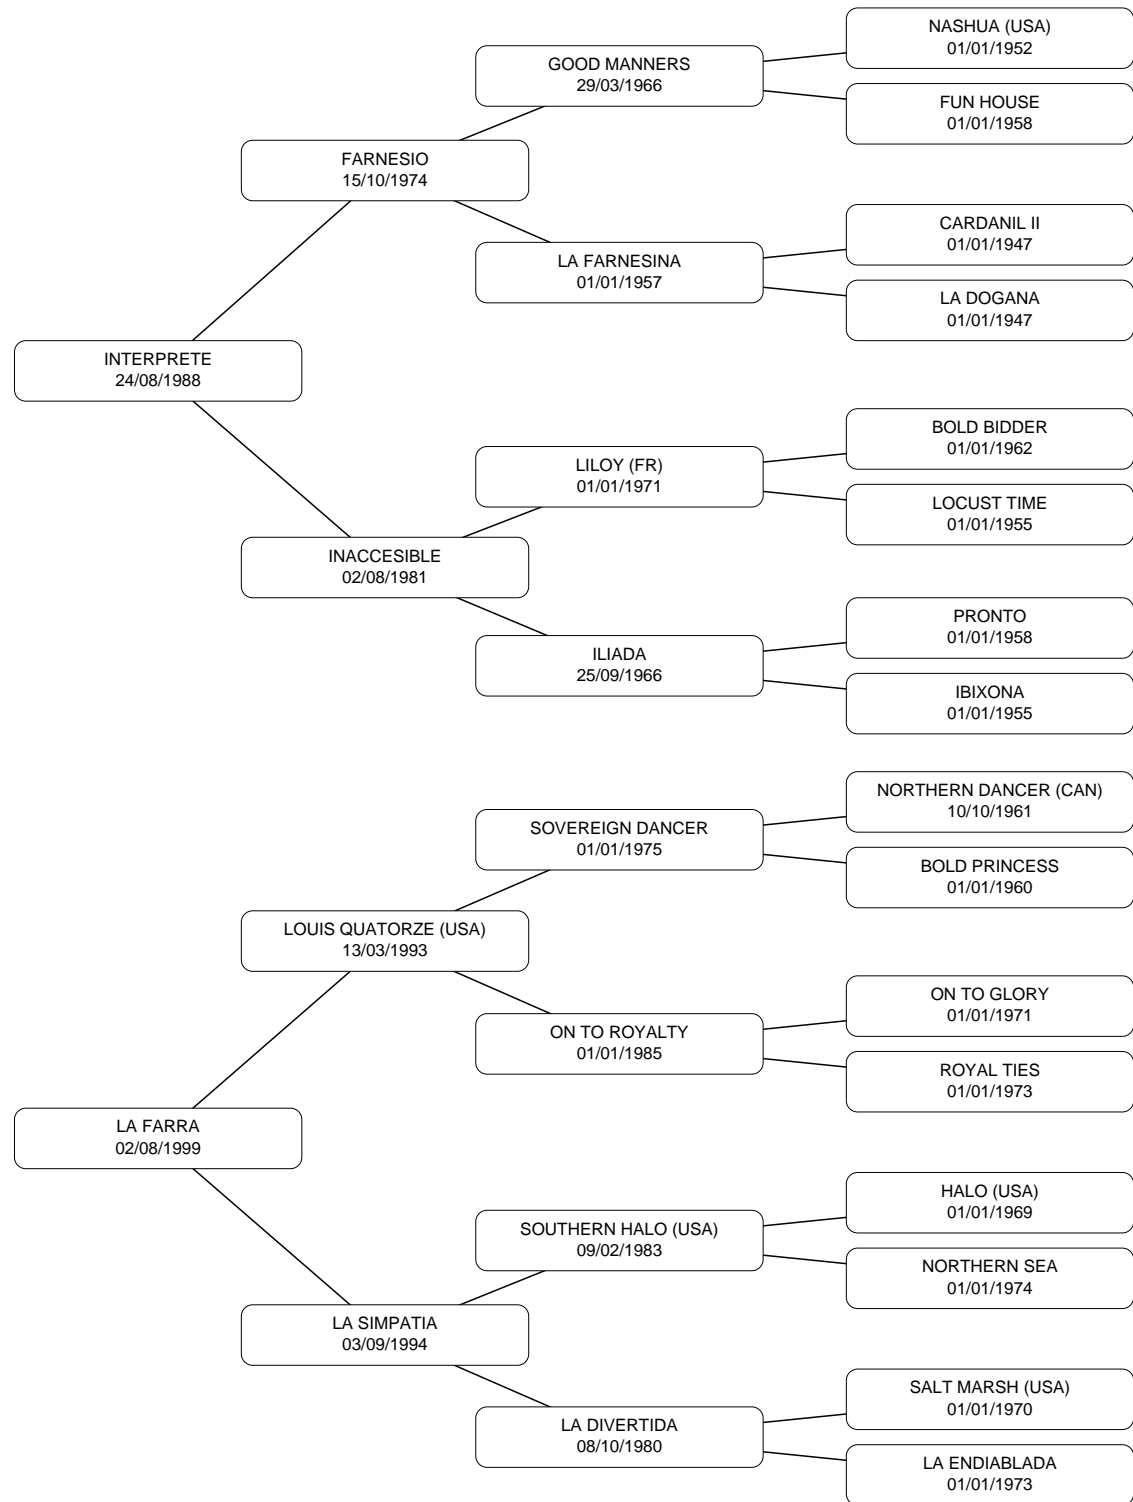 NASHUA (USA)
01/01/1952
GOOD MANNERS
29/03/1966
FUN HOUSE
01/01/1958
FARNESIO
15/10/1974
CARDANIL II
01/01/1947
LA FARNESINA
01/01/1957
LA DOGANA
01/01/1947
INTERPRETE
24/08/1988
BOLD BIDDER
01/01/1962
LILOY (FR)
01/01/1971
LOCUST TIME
01/01/1955
INACCESIBLE
02/08/1981
PRONTO
01/01/1958
ILIADA
25/09/1966
IBIXONA
01/01/1955
NORTHERN DANCER (CAN)
10/10/1961
SOVEREIGN DANCER
01/01/1975
BOLD PRINCESS
01/01/1960
LOUIS QUATORZE (USA)
13/03/1993
ON TO GLORY
01/01/1971
ON TO ROYALTY
01/01/1985
ROYAL TIES
01/01/1973
LA FARRA
02/08/1999
HALO (USA)
01/01/1969
SOUTHERN HALO (USA)
09/02/1983
NORTHERN SEA
01/01/1974
LA SIMPATIA
03/09/1994
SALT MARSH (USA)
01/01/1970
LA DIVERTIDA
08/10/1980
LA ENDIABLADA
01/01/1973